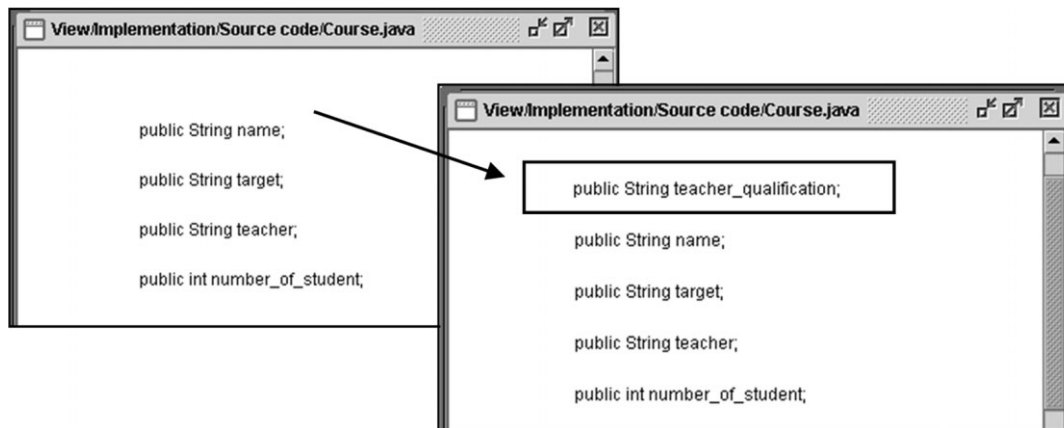 View/Implementation/Source code/Course.java
public String name;
public String target;
public String teacher;
public int number_of_student;
View/Implementation/Source code/Course.java
public String teacher_qualification;
public String name;
public String target;
public String teacher;
public int number_of_student;